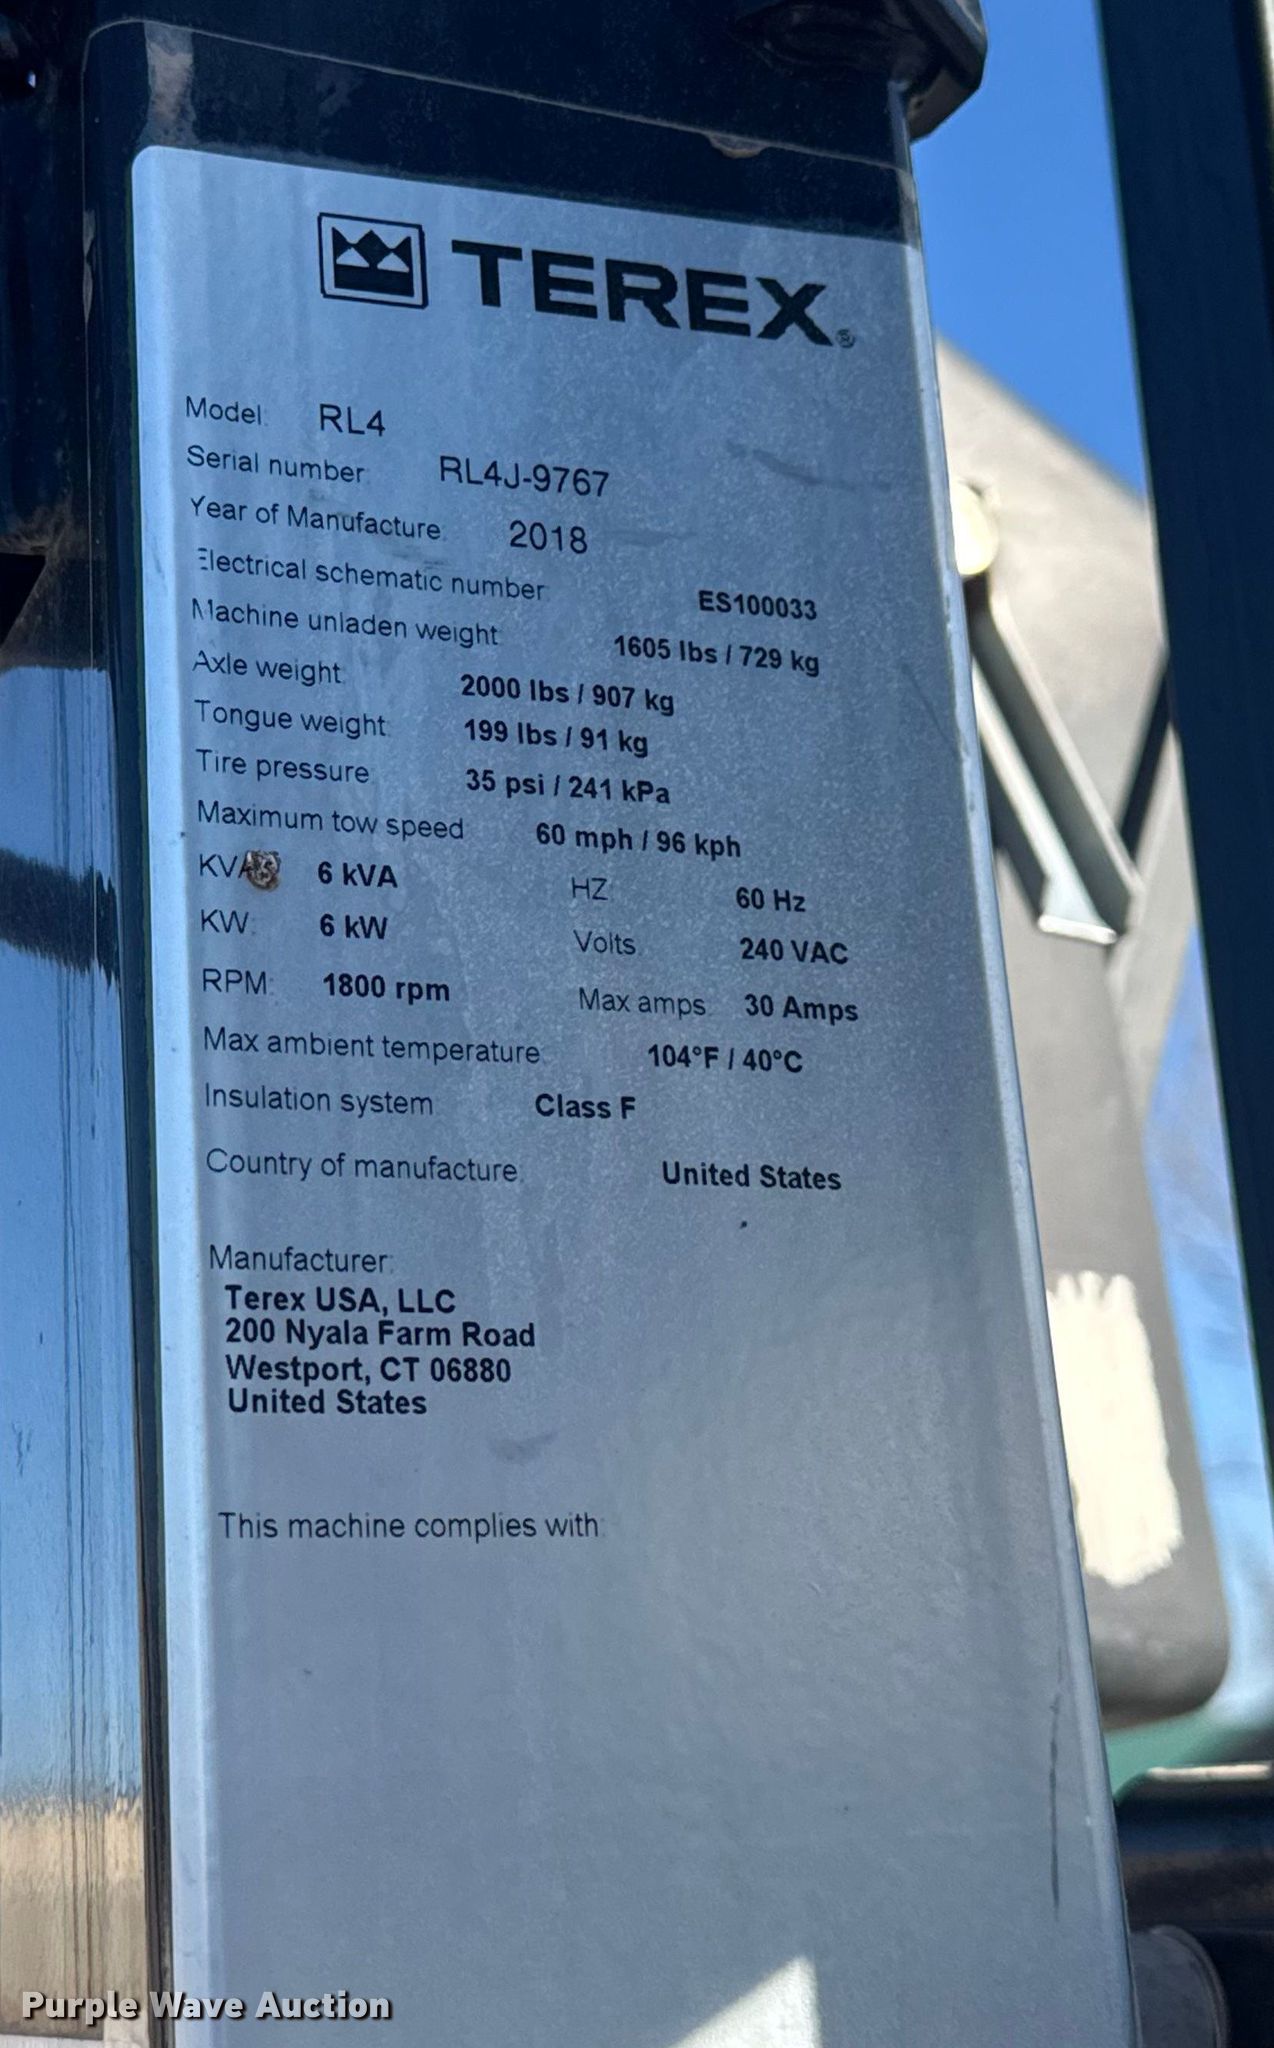 TEREX®
Model: RL4
Serial number: RL4J-9767
Year of Manufacture: 2018
Electrical schematic number: ES100033
Machine unladen weight: 1605 lbs / 729 kg
Axle weight: 2000 lbs / 907 kg
Tongue weight: 199 lbs / 91 kg
Tire pressure: 35 psi / 241 kPa
Maximum tow speed 60 mph / 96 kph
KVA 6 kVA HZ: 60 Hz
KW: 6 kW Volts 240 VAC
RPM: 1800 rpm Max amps: 30 Amps
Max ambient temperature: 104°F / 40°C
Insulation system Class F
Country of manufacture: United States
Manufacturer:
Terex USA, LLC
200 Nyala Farm Road
Westport, CT 06880
United States
This machine complies with:
Purple Wave Auction